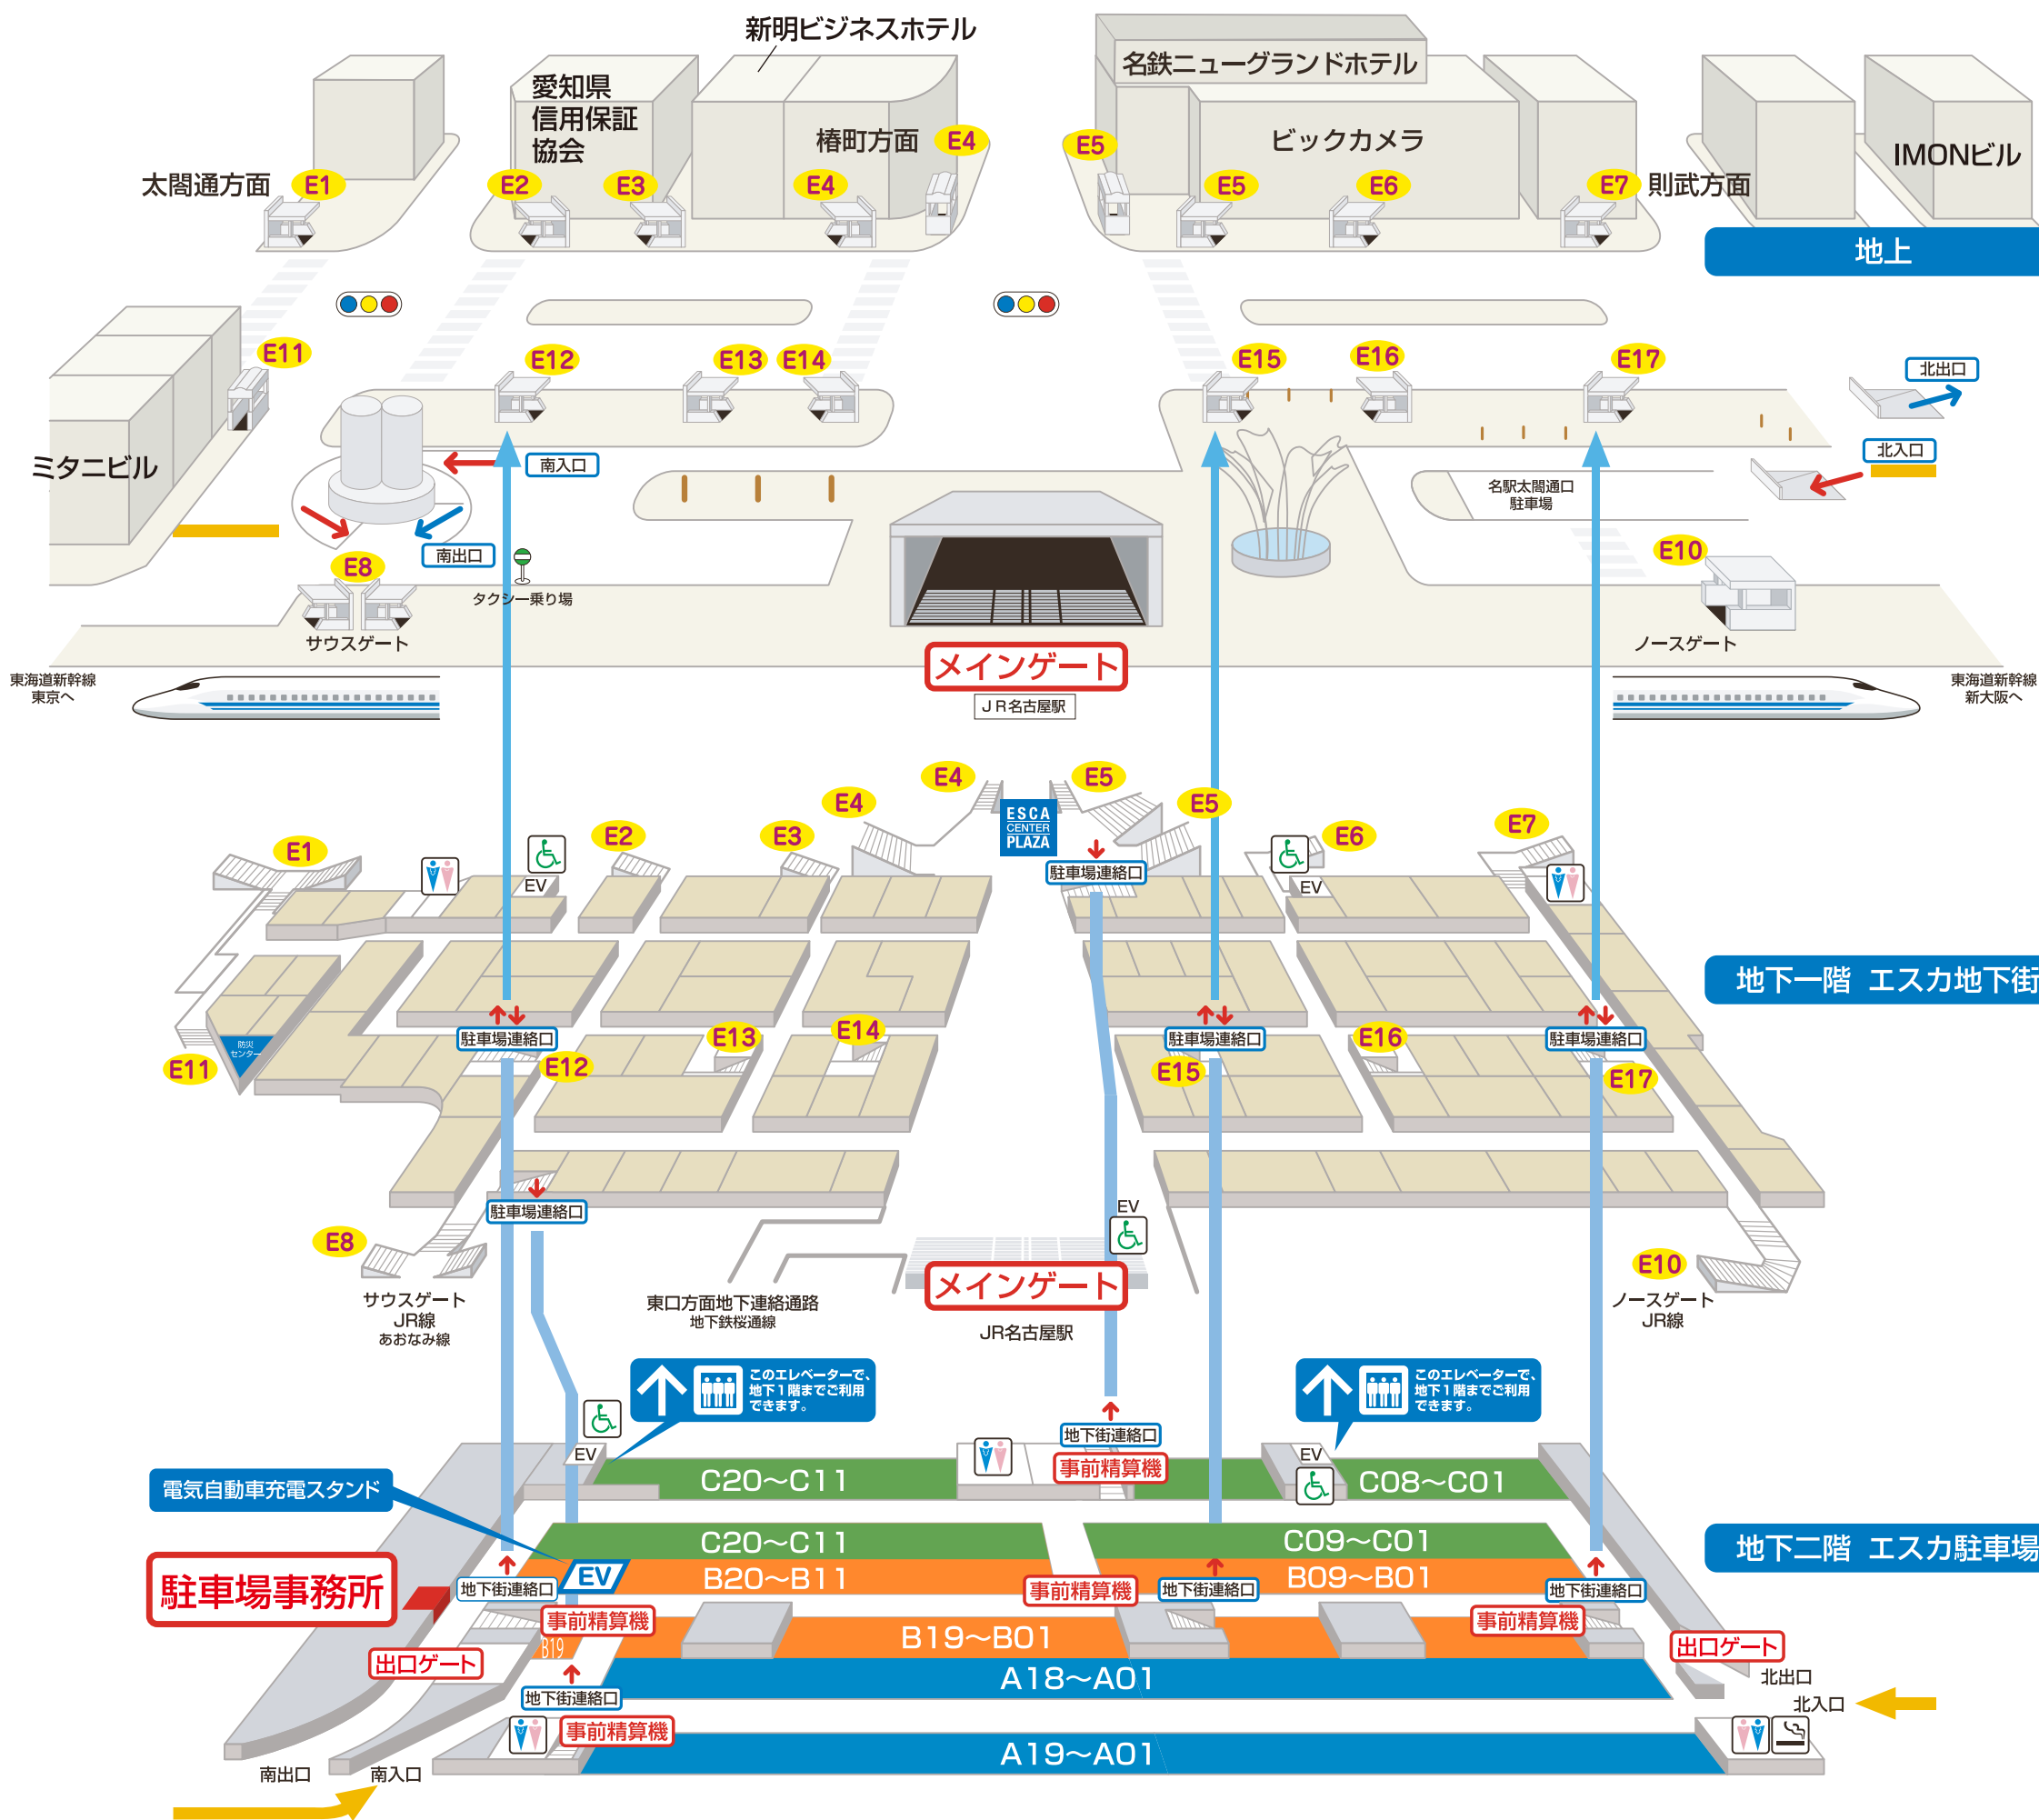 新明ビジネスホテル
名鉄ニューグランドホテル
愛知県
信用保証
協会
椿町方面
E4
E5
ビックカメラ
IMONビル
太閤通方面
E1
E2
E3
E4
E5
E6
E7
則武方面
地上
E11
E12
E13
E14
E15
E16
E17
北出口
北入口
ミタニビル
南入口
名駅太閤通口
駐車場
南出口
E8
E10
タクシー乗り場
サウスゲート
ノースゲート
メインゲート
JR名古屋駅
東海道新幹線
東京へ
東海道新幹線
新大阪へ
E4
E5
E4
ESCA
CENTER
PLAZA
E5
E1
E2
E3
E6
E7
駐車場連絡口
EV
EV
地下一階 エスカ地下街
防災
センター
駐車場連絡口
E13
E14
駐車場連絡口
E16
駐車場連絡口
E11
E12
E15
E17
駐車場連絡口
EV
E8
E10
メインゲート
サウスゲート
JR線
あおなみ線
東口方面地下連絡通路
地下鉄桜通線
JR名古屋駅
ノースゲート
JR線
このエレベーターで、
地下1階までご利用
できます。
このエレベーターで、
地下1階までご利用
できます。
EV
地下街連絡口
事前精算機
EV
C20〜C11
C08〜C01
電気自動車充電スタンド
C20〜C11
C09〜C01
地下二階 エスカ駐車場
EV
B20〜B11
B09〜B01
駐車場事務所
地下街連絡口
事前精算機
地下街連絡口
地下街連絡口
事前精算機
事前精算機
B19
B19〜B01
出口ゲート
出口ゲート
A18〜A01
北出口
地下街連絡口
北入口
事前精算機
A19〜A01
南出口
南入口